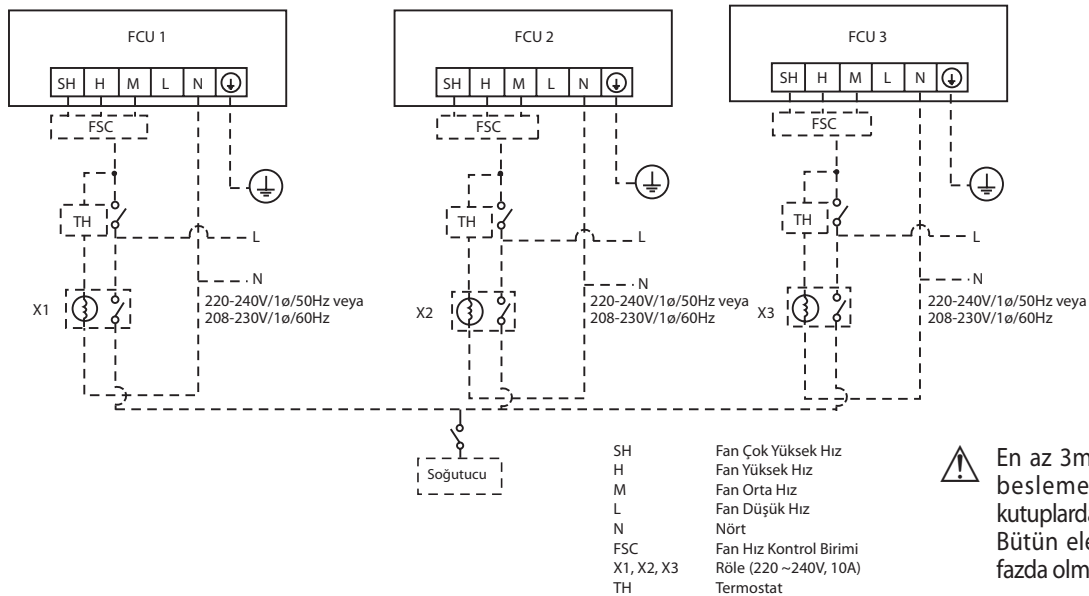 FCU 1
SH H M L N
FSC
TH
L
N
X1
220-240V/1ø/50Hz veya
208-230V/1ø/60Hz
FCU 2
SH H M L N
FSC
TH
L
N
X2
220-240V/1ø/50Hz veya
208-230V/1ø/60Hz
FCU 3
SH H M L N
FSC
TH
L
N
X3
220-240V/1ø/50Hz veya
208-230V/1ø/60Hz
Soğutucu
SH Fan Çok Yüksek Hız
H Fan Yüksek Hız
M Fan Orta Hız
L Fan Düşük Hız
N Nört
FSC Fan Hız Kontrol Birimi
X1, X2, X3 Röle (220 ~240V, 10A)
TH Termostat
En az 3m
besleme
kutuplarda
Bütün ele
fazda olm